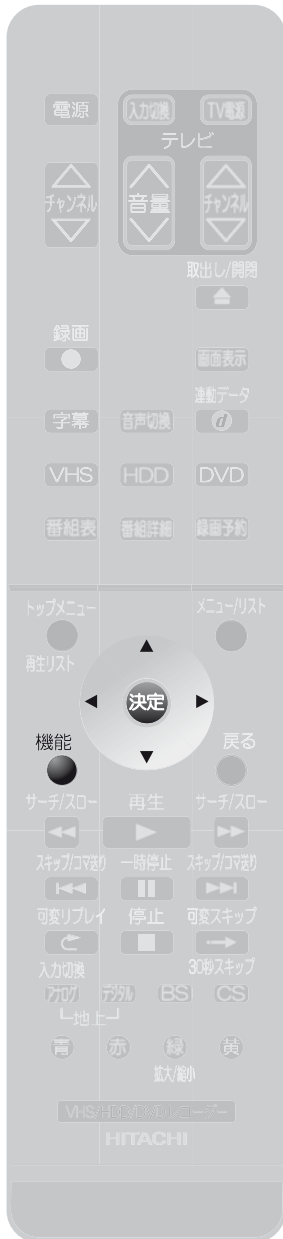 電源 入力切換 TV電源
テレビ
チャンネル 音量 チャンネル
取出し/開閉
録画
画面表示
連動データ
字幕 音声切換 d
VHS HDD DVD
番組表 番組詳細 録画予約
トップメニュー メニュー/リスト
再生リスト
決定
機能 戻る
サーチ/スロー 再生 サーチ/スロー
スキップ/コマ送り 一時停止 スキップ/コマ送り
可変リプレイ 停止 可変スキップ
入力切換 30秒スキップ
アナログ デジタル BS CS
地上
青 赤 緑 黄
拡大/縮小
VHS/HDD/DVDレコーダー
HITACHI